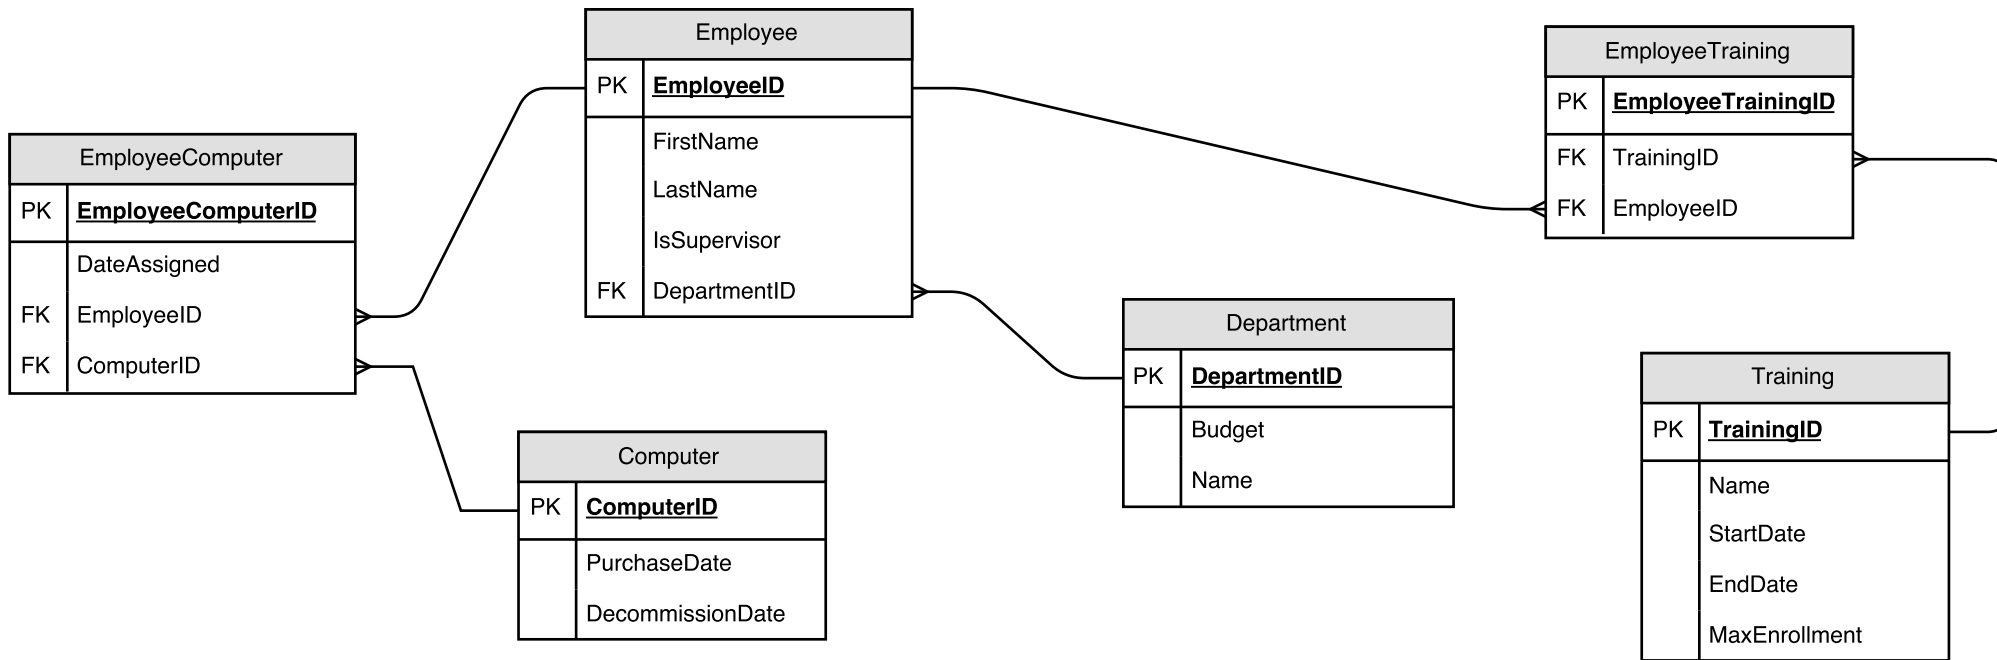 Employee
PK EmployeeID
FirstName
LastName
IsSupervisor
FK DepartmentID
EmployeeTraining
PK EmployeeTrainingID
FK TrainingID
FK EmployeeID
EmployeeComputer
PK EmployeeComputerID
DateAssigned
FK EmployeeID
FK ComputerID
Department
PK DepartmentID
Budget
Name
Training
PK TrainingID
Name
StartDate
EndDate
MaxEnrollment
Computer
PK ComputerID
PurchaseDate
DecommissionDate